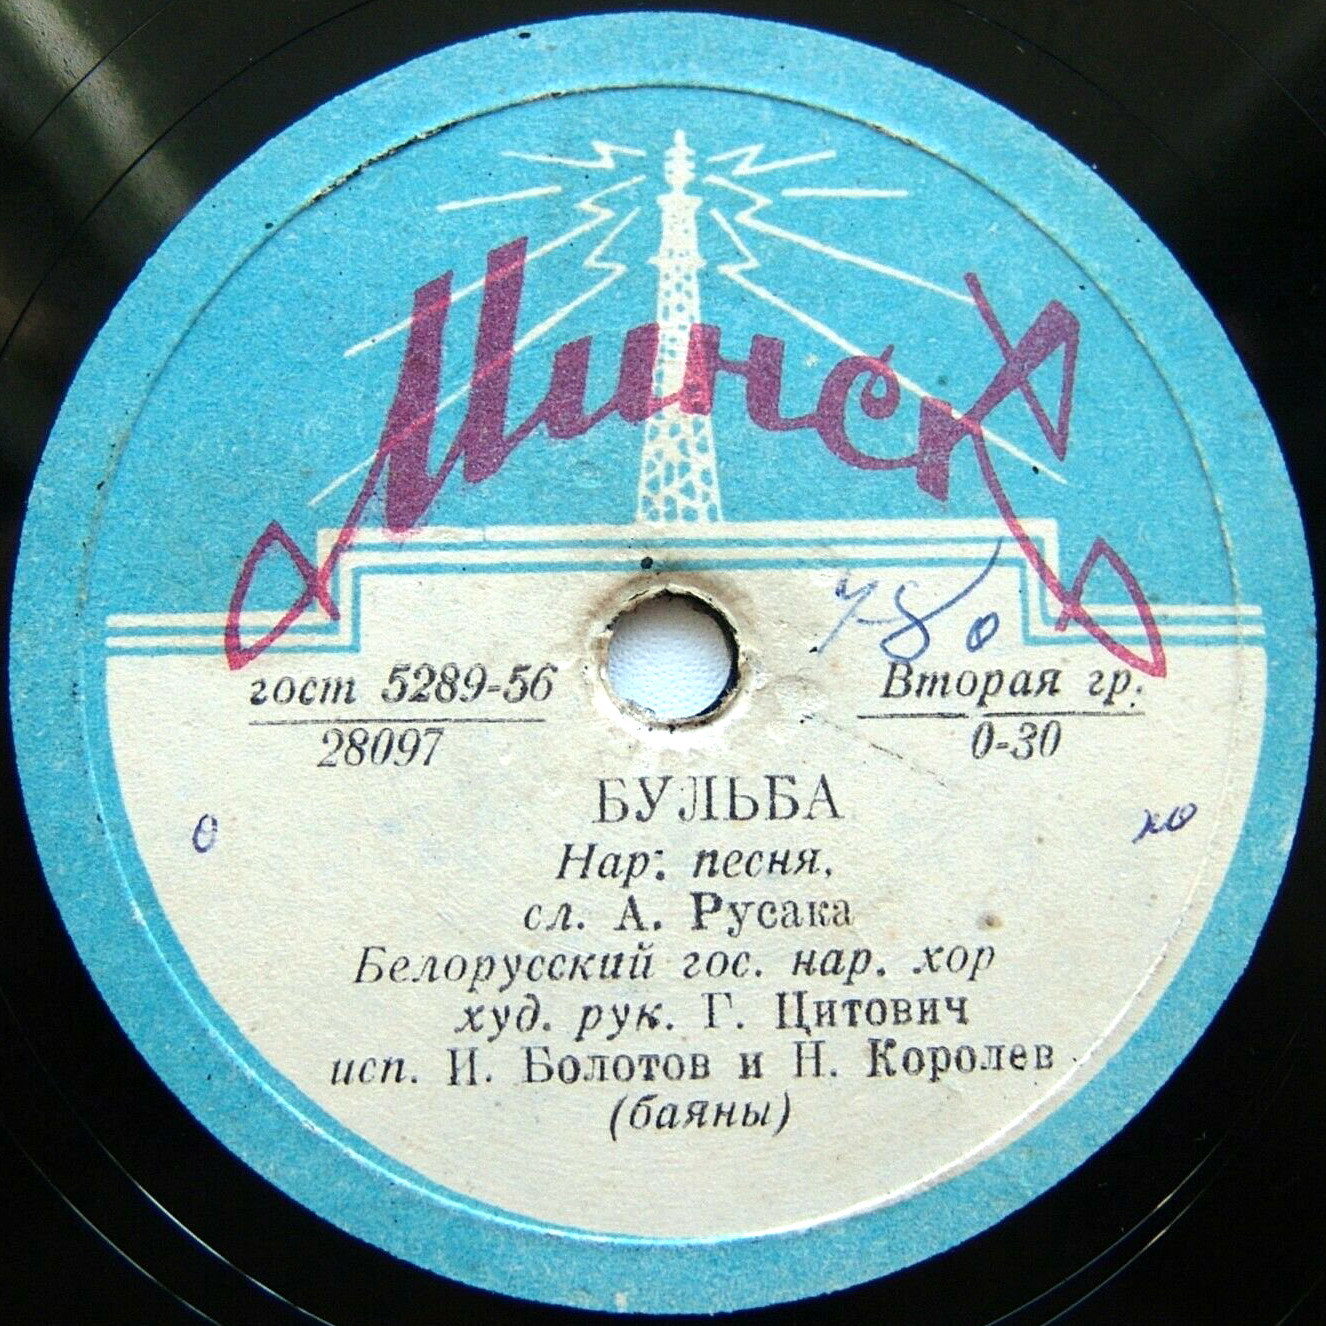 Минск
гост 5289-56
28097
Вторая гр.
0-30
БУЛЬБА
Нар. песня,
сл. А. Русака
Белорусский гос. нар. хор
худ. рук. Г. Цитович
исп. И. Болотов и Н. Королев
(баяны)